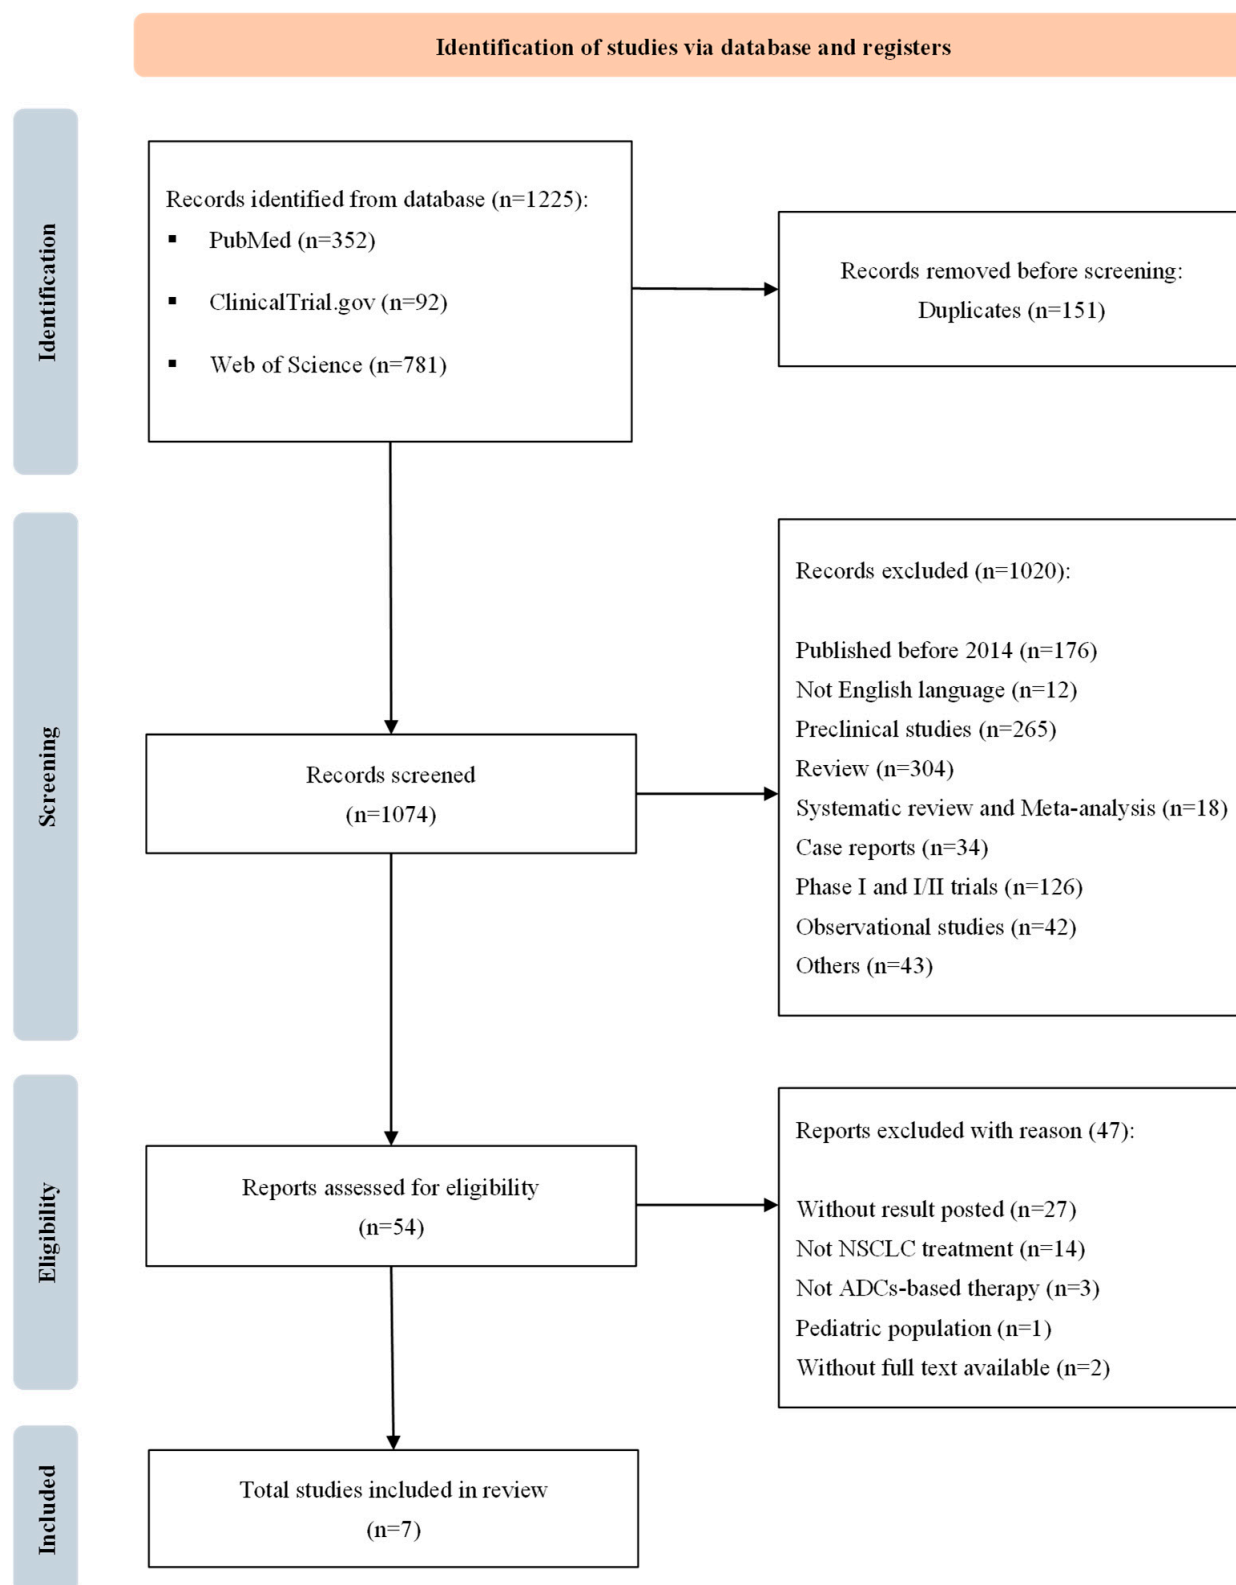 Identification of studies via database and registers
Identification
Records identified from database (n=1225):
▪ PubMed (n=352)
▪ ClinicalTrial.gov (n=92)
▪ Web of Science (n=781)
Records removed before screening:
Duplicates (n=151)
Screening
Records screened
(n=1074)
Records excluded (n=1020):
Published before 2014 (n=176)
Not English language (n=12)
Preclinical studies (n=265)
Review (n=304)
Systematic review and Meta-analysis (n=18)
Case reports (n=34)
Phase I and I/II trials (n=126)
Observational studies (n=42)
Others (n=43)
Eligibility
Reports assessed for eligibility
(n=54)
Reports excluded with reason (47):
Without result posted (n=27)
Not NSCLC treatment (n=14)
Not ADCs-based therapy (n=3)
Pediatric population (n=1)
Without full text available (n=2)
Included
Total studies included in review
(n=7)